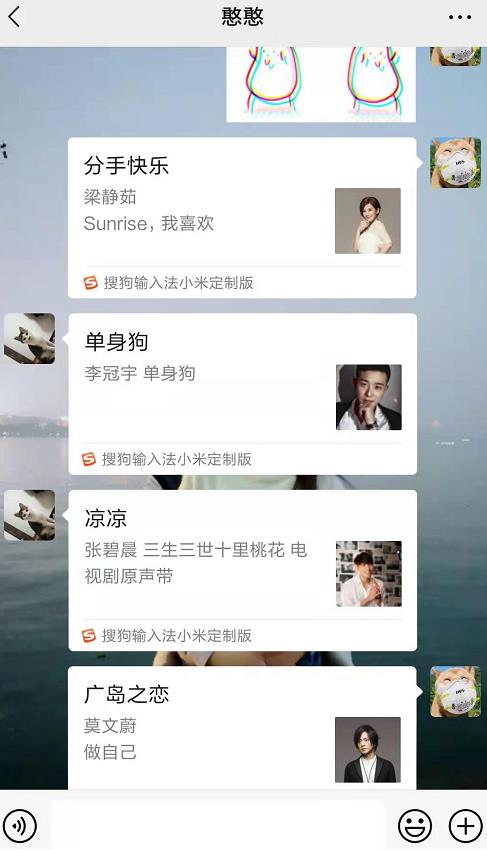 憨憨
分手快乐
梁静茹
Sunrise，我喜欢
搜狗输入法小米定制版
单身狗
李冠宇 单身狗
搜狗输入法小米定制版
凉凉
张碧晨 三生三世十里桃花 电
视剧原声带
搜狗输入法小米定制版
广岛之恋
莫文蔚
做自己